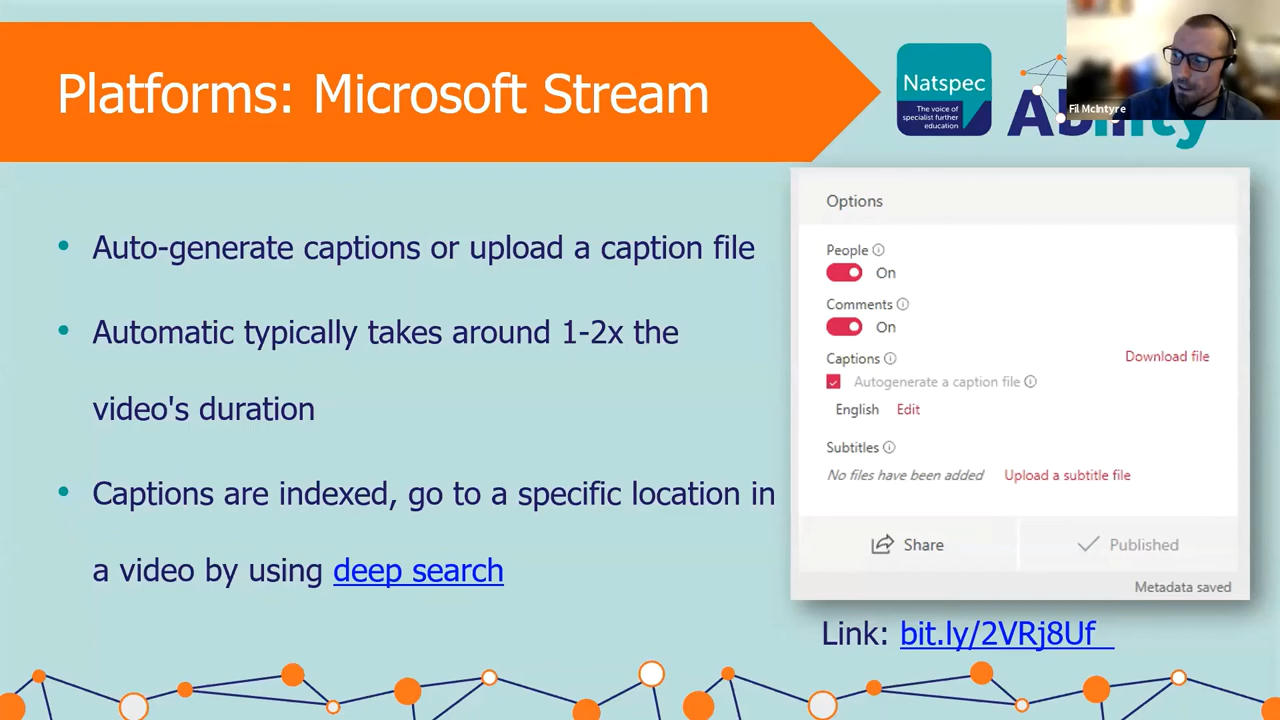 Platforms: Microsoft Stream
Natspec
The voice of
specialist further
education
Fil McIntyre
Auto-generate captions or upload a caption file
Automatic typically takes around 1-2x the
video's duration
Captions are indexed, go to a specific location in
a video by using deep search
Options
People
On
Comments
On
Captions
Download file
Autogenerate a caption file
English Edit
Subtitles
No files have been added Upload a subtitle file
Share
Published
Metadata saved
Link: bit.ly/2VRj8Uf